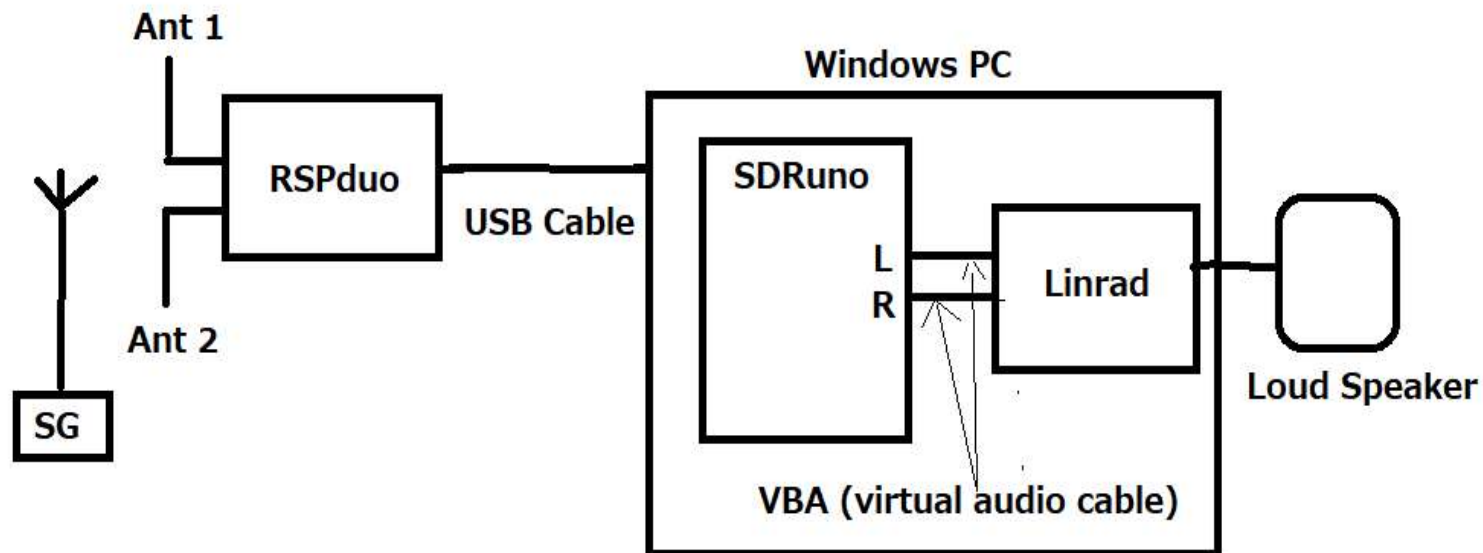 Ant 1
Windows PC
RSPduo
SDRuno
USB Cable
L
R
Linrad
Ant 2
Loud Speaker
SG
VBA (virtual audio cable)